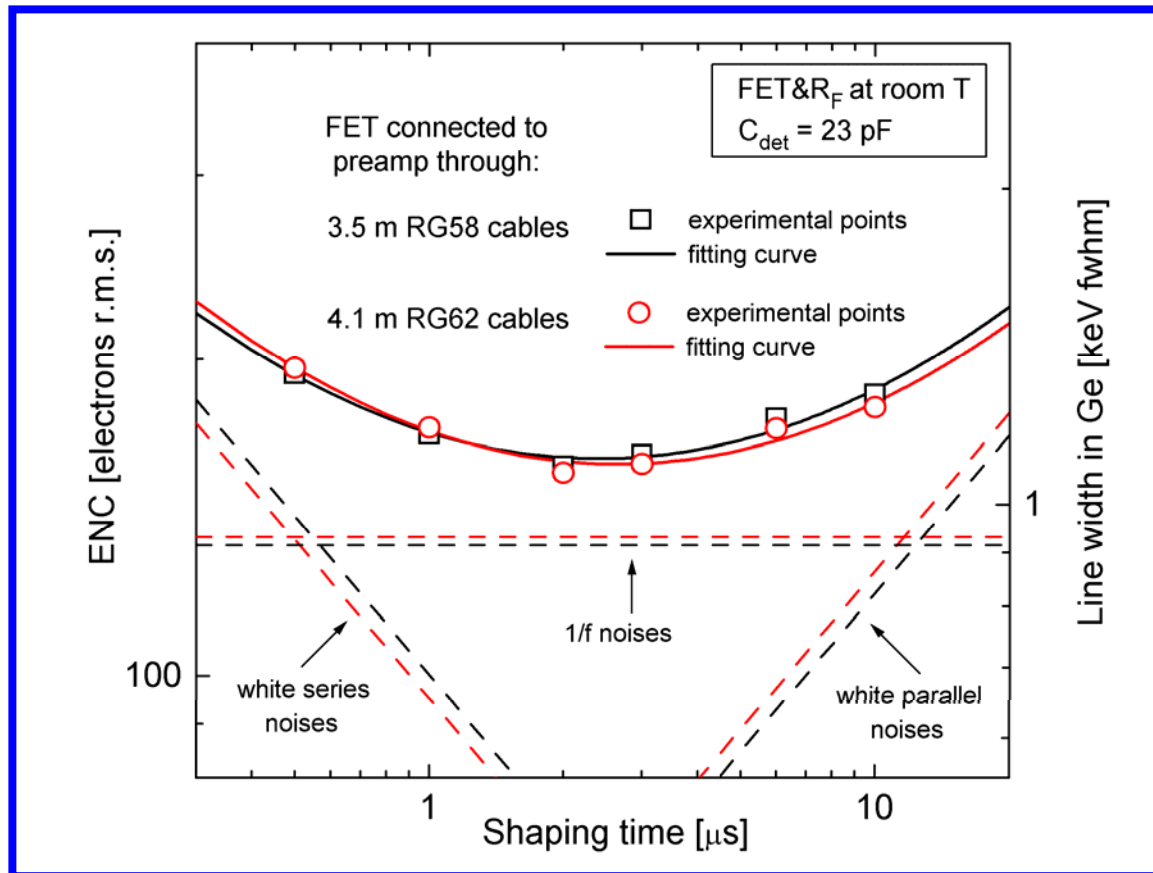 FET&R_F at room T
C_det = 23 pF
FET connected to
preamp through:
3.5 m RG58 cables
experimental points
fitting curve
4.1 m RG62 cables
experimental points
fitting curve
ENC [electrons r.m.s.]
Line width in Ge [keV fwhm]
1
1/f noises
100
white series
noises
white parallel
noises
1
10
Shaping time [μs]